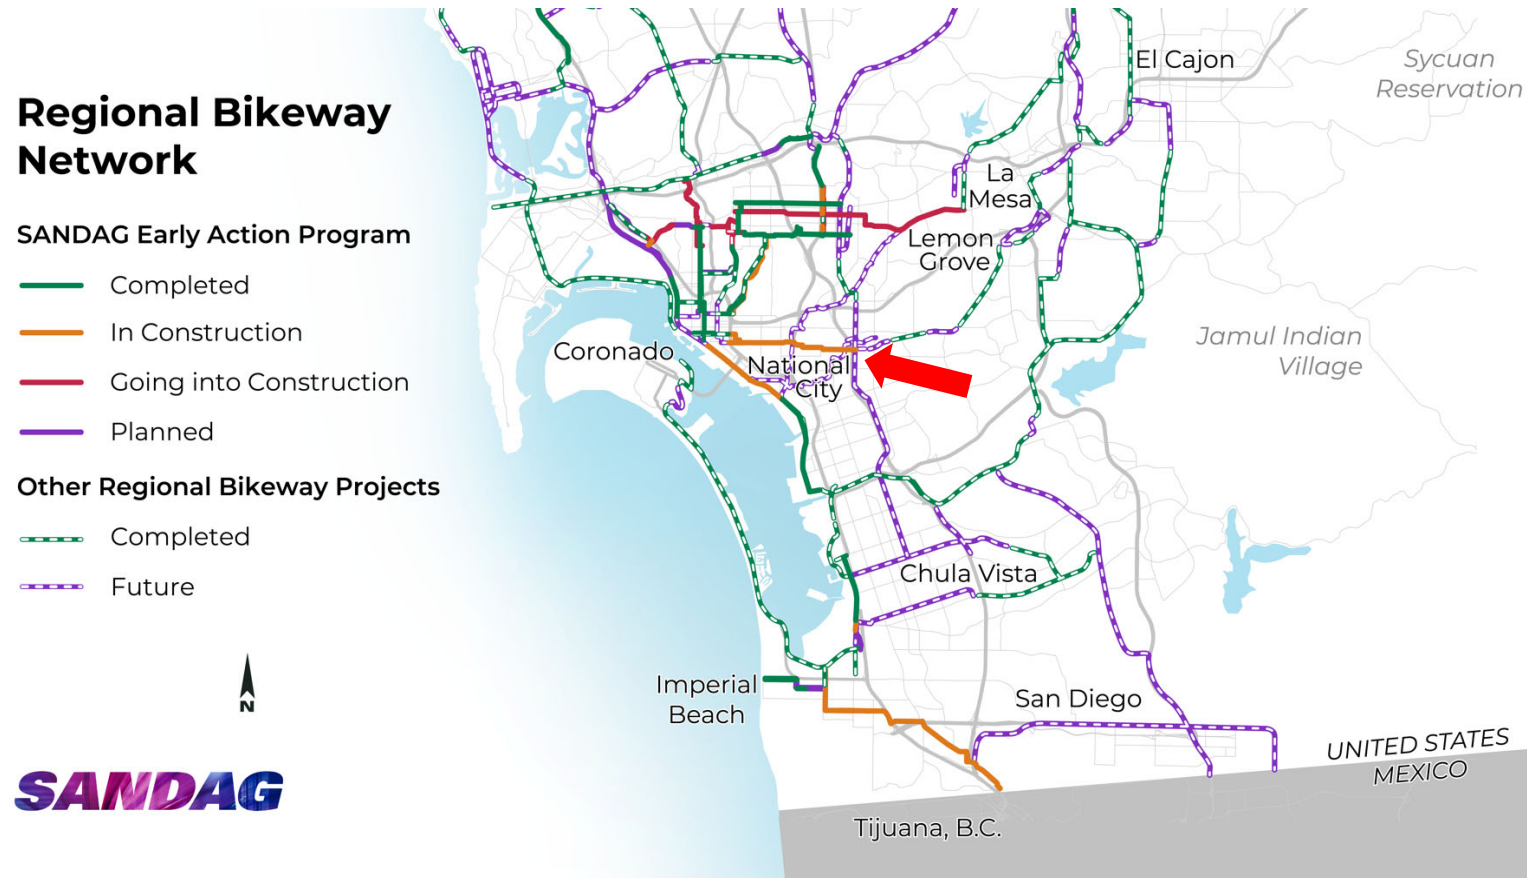 Regional Bikeway
Network
SANDAG Early Action Program
Completed
In Construction
Going into Construction
Planned
Other Regional Bikeway Projects
Completed
Future
N
SANDAG
El Cajon
Sycuan
Reservation
La
Mesa
Lemon
Grove
Coronado
National
City
Jamul Indian
Village
Chula Vista
Imperial
Beach
San Diego
UNITED STATES
MEXICO
Tijuana, B.C.